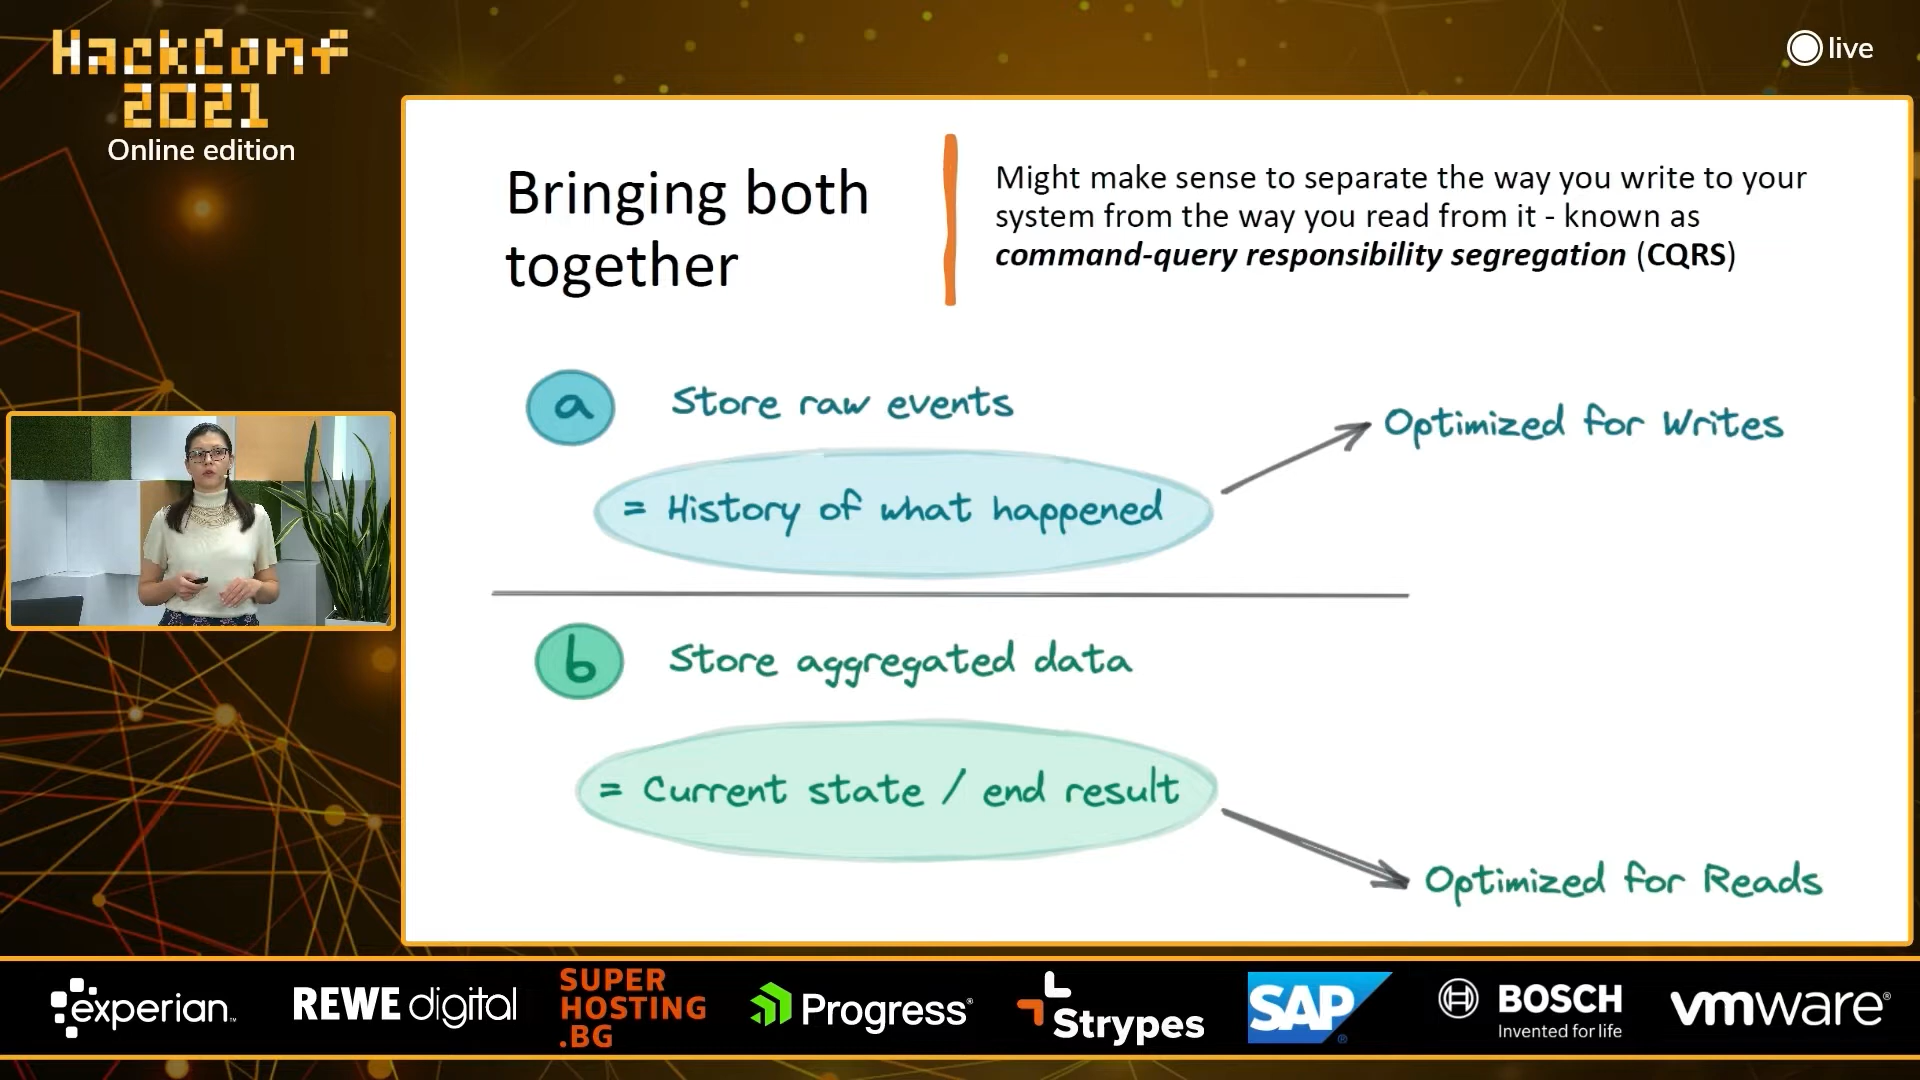 HackConf
2021
Online edition
live
Bringing both
together
Might make sense to separate the way you write to your
system from the way you read from it - known as
command-query responsibility segregation (CQRS)
a
Store raw events
= History of what happened
Optimized for Writes
b
Store aggregated data
= Current state / end result
Optimized for Reads
experian™
REWE digital
SUPER
HOSTING
.BG
Progress®
Strypes
SAP®
BOSCH
Invented for life
vmware®